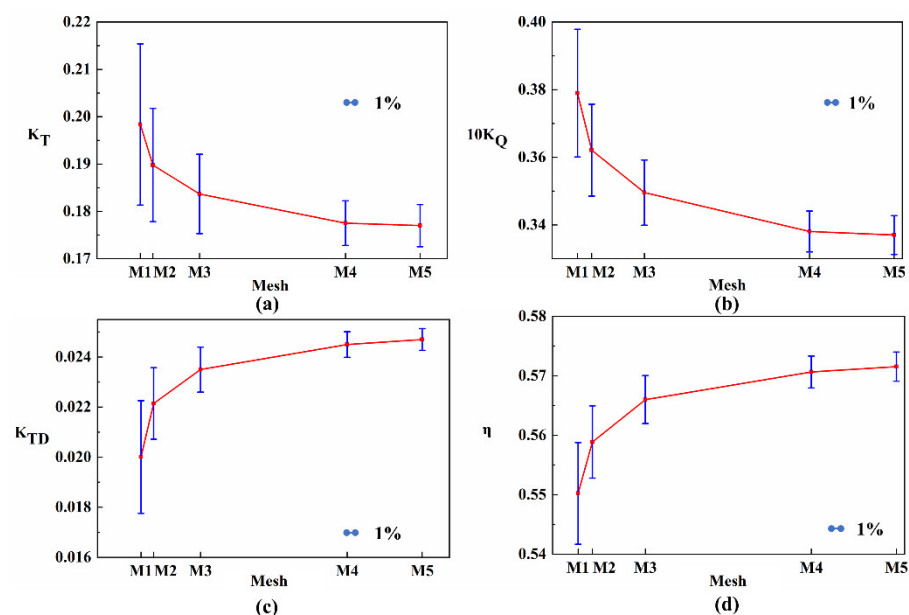 0.22
0.21
0.20
0.19
0.18
0.17
K_T
1%
M1 M2 M3 M4 M5
Mesh
(a)
0.40
0.38
0.36
0.34
10K_Q
1%
M1 M2 M3 M4 M5
Mesh
(b)
0.024
0.022
0.020
0.018
0.016
K_TD
1%
M1 M2 M3 M4 M5
Mesh
(c)
0.58
0.57
0.56
0.55
0.54
η
1%
M1 M2 M3 M4 M5
Mesh
(d)